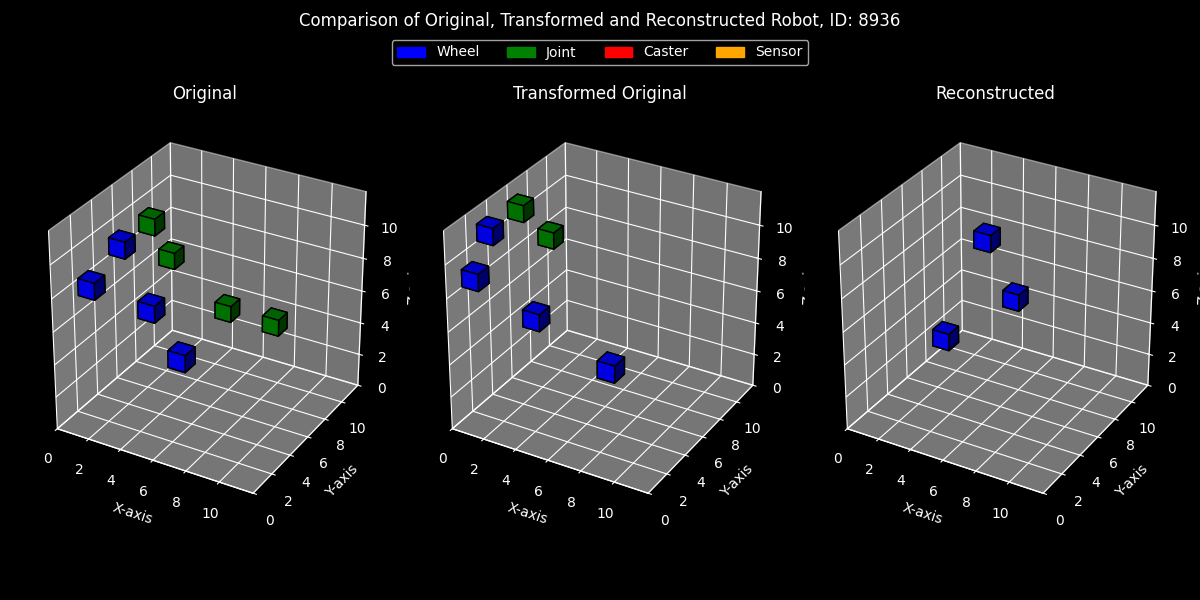 Comparison of Original, Transformed and Reconstructed Robot, ID: 8936
Wheel Joint Caster Sensor
Original Transformed Original Reconstructed
10 10 10
8 8 8
6 6 6
4 4 4
2 2 2
0 0 0
10 10 10
8 8 8
0 0 0
6 6 6
2 2 2
4 4 4
4 4 4
6 2 6 2 6 2
8 8 8
10 10 10
0 0 0
X-axis Y-axis X-axis Y-axis X-axis Y-axis